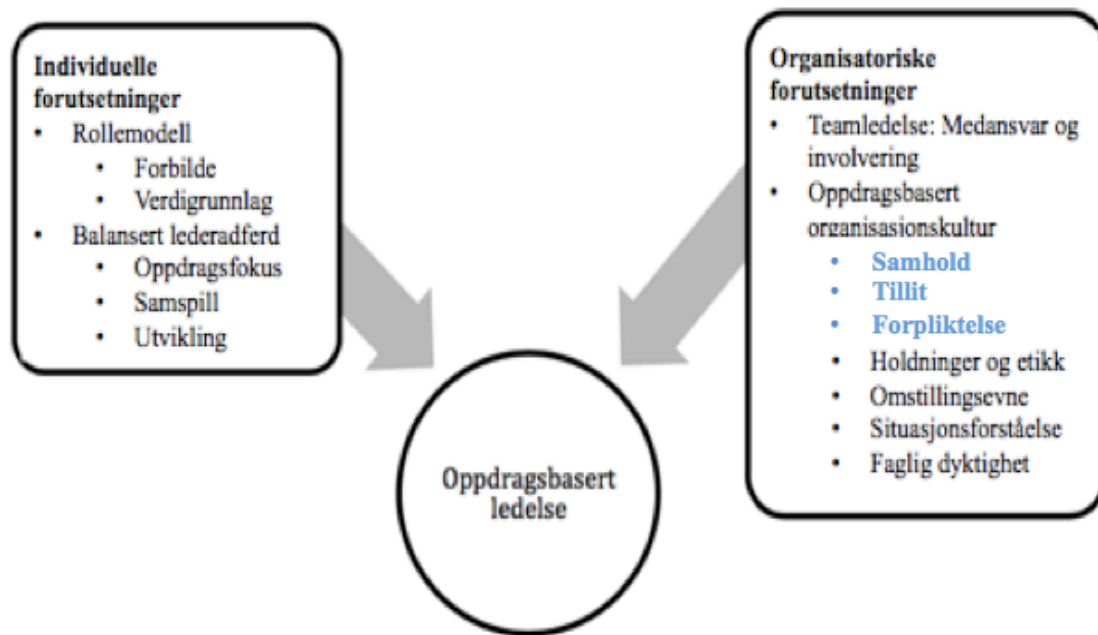 Individuelle
forutsetninger
• Rollemodell
• Forbilde
• Verdigrunnlag
• Balansert lederadferd
• Oppdragsfokus
• Samspill
• Utvikling
Organisatoriske
forutsetninger
• Teamledelse: Medansvar og
involvering
• Oppdragsbasert
organisasjonskultur
• Samhold
• Tillit
• Forpliktelse
• Holdninger og etikk
• Omstillingsevne
• Situasjonsforståelse
• Faglig dyktighet
Oppdragsbasert
ledelse